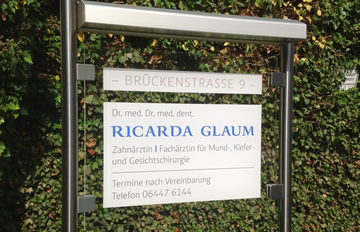 – BRÜCKENSTRASSE 9 –
Dr. med. Dr. med. dent.
RICARDA GLAUM
Zahnärztin | Fachärztin für Mund-, Kiefer-
und Gesichtschirurgie
Termine nach Vereinbarung
Telefon 06447 6144